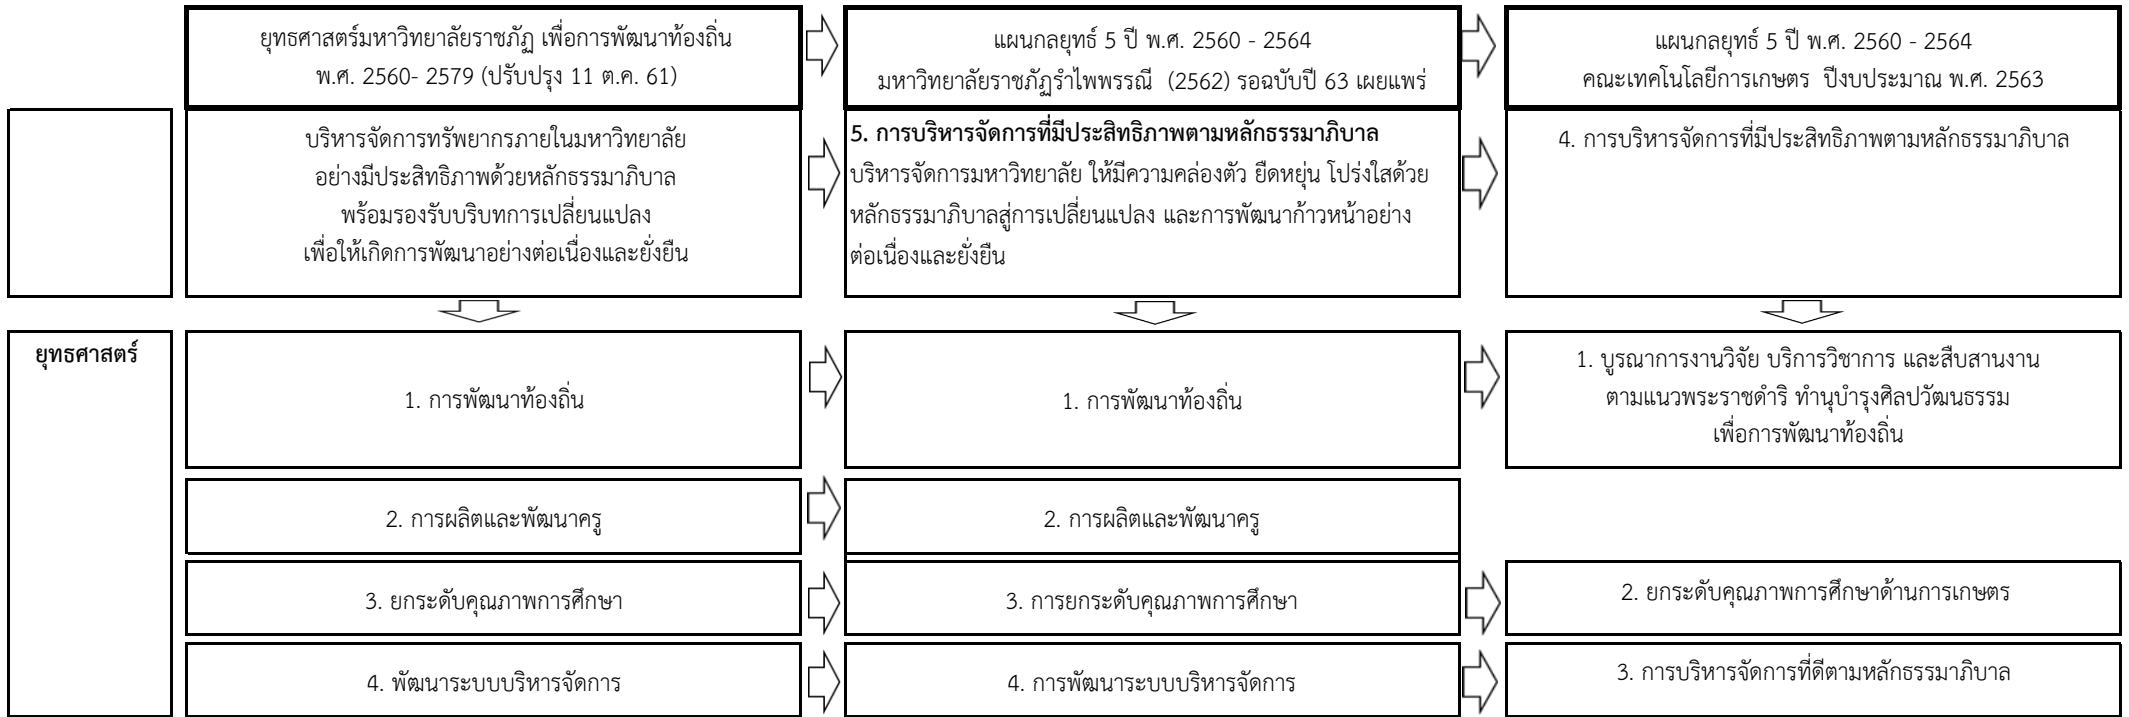 ยุทธศาสตร์มหาวิทยาลัยราชภัฏ เพื่อการพัฒนาท้องถิ่น
พ.ศ. 2560- 2579 (ปรับปรุง 11 ต.ค. 61)
แผนกลยุทธ์ 5 ปี พ.ศ. 2560 - 2564
มหาวิทยาลัยราชภัฏรำไพพรรณี (2562) รอฉบับปี 63 เผยแพร่
แผนกลยุทธ์ 5 ปี พ.ศ. 2560 - 2564
คณะเทคโนโลยีการเกษตร ปีงบประมาณ พ.ศ. 2563
บริหารจัดการทรัพยากรภายในมหาวิทยาลัย
อย่างมีประสิทธิภาพด้วยหลักธรรมาภิบาล
พร้อมรองรับบริบทการเปลี่ยนแปลง
เพื่อให้เกิดการพัฒนาอย่างต่อเนื่องและยั่งยืน
5. การบริหารจัดการที่มีประสิทธิภาพตามหลักธรรมาภิบาล
บริหารจัดการมหาวิทยาลัย ให้มีความคล่องตัว ยืดหยุ่น โปร่งใสด้วย
หลักธรรมาภิบาลสู่การเปลี่ยนแปลง และการพัฒนาก้าวหน้าอย่าง
ต่อเนื่องและยั่งยืน
4. การบริหารจัดการที่มีประสิทธิภาพตามหลักธรรมาภิบาล
ยุทธศาสตร์
1. การพัฒนาท้องถิ่น
1. การพัฒนาท้องถิ่น
1. บูรณาการงานวิจัย บริการวิชาการ และสืบสานงาน
ตามแนวพระราชดำริ ทำนุบำรุงศิลปวัฒนธรรม
เพื่อการพัฒนาท้องถิ่น
2. การผลิตและพัฒนาครู
2. การผลิตและพัฒนาครู
3. ยกระดับคุณภาพการศึกษา
3. การยกระดับคุณภาพการศึกษา
2. ยกระดับคุณภาพการศึกษาด้านการเกษตร
4. พัฒนาระบบบริหารจัดการ
4. การพัฒนาระบบบริหารจัดการ
3. การบริหารจัดการที่ดีตามหลักธรรมาภิบาล